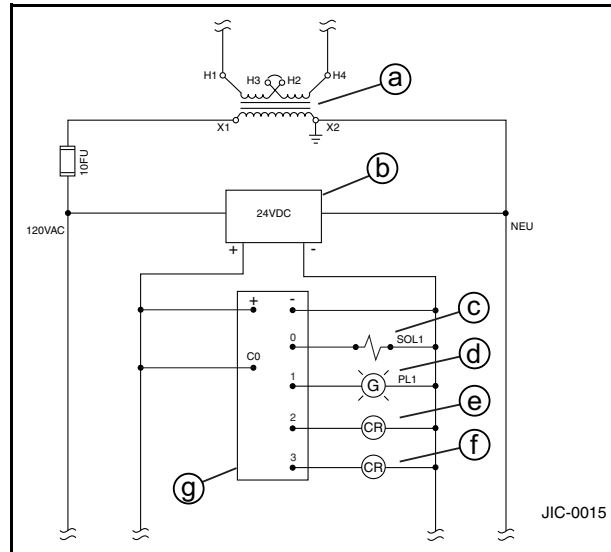 H1 H3 H2 H4
a
X1 X2
10FU
b
24VDC
120VAC NEU
+ -
+ -
c
0 SOL1
d
C0
1 G PL1
e
2 CR
f
3 CR
g
JIC-0015